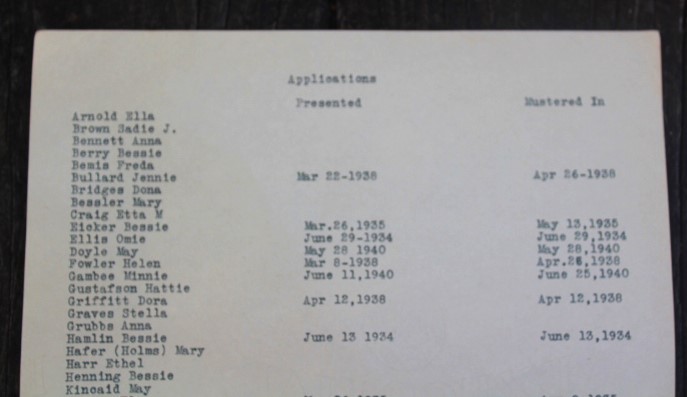 Applications
Presented Mustered In
Arnold Ella
Brown Sadie J.
Bennett Anna
Berry Bessie
Bemis Freda
Bullard Jennie Mar 22-1938 Apr 26-1938
Bridges Dona
Bessler Mary
Craig Etta M
Eicker Bessie Mar.26,1935 May 13,1935
Ellis Omie June 29-1934 June 29,1934
Doyle May May 28 1940 May 28,1940
Fowler Helen Mar 8-1938 Apr.26,1938
Gambee Minnie June 11,1940 June 25,1940
Gustafson Hattie
Griffitt Dora Apr 12,1938 Apr 12,1938
Graves Stella
Grubbs Anna
Hamlin Bessie June 13 1934 June 13,1934
Hafer (Holms) Mary
Harr Ethel
Henning Bessie
Kincaid May